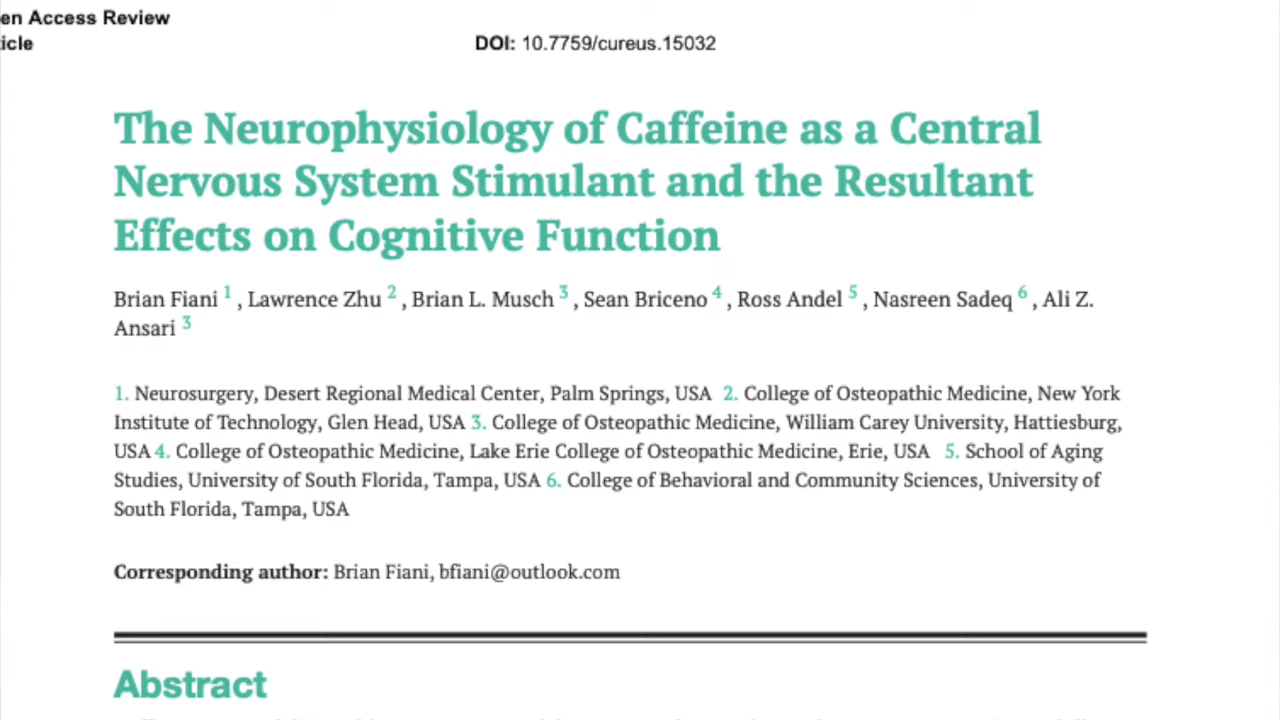 en Access Review
icle
DOI: 10.7759/cureus.15032
The Neurophysiology of Caffeine as a Central
Nervous System Stimulant and the Resultant
Effects on Cognitive Function
Brian Fiani 1 , Lawrence Zhu 2 , Brian L. Musch 3 , Sean Briceno 4 , Ross Andel 5 , Nasreen Sadeq 6 , Ali Z.
Ansari 3
1. Neurosurgery, Desert Regional Medical Center, Palm Springs, USA 2. College of Osteopathic Medicine, New York
Institute of Technology, Glen Head, USA 3. College of Osteopathic Medicine, William Carey University, Hattiesburg,
USA 4. College of Osteopathic Medicine, Lake Erie College of Osteopathic Medicine, Erie, USA 5. School of Aging
Studies, University of South Florida, Tampa, USA 6. College of Behavioral and Community Sciences, University of
South Florida, Tampa, USA
Corresponding author: Brian Fiani, bfiani@outlook.com
Abstract